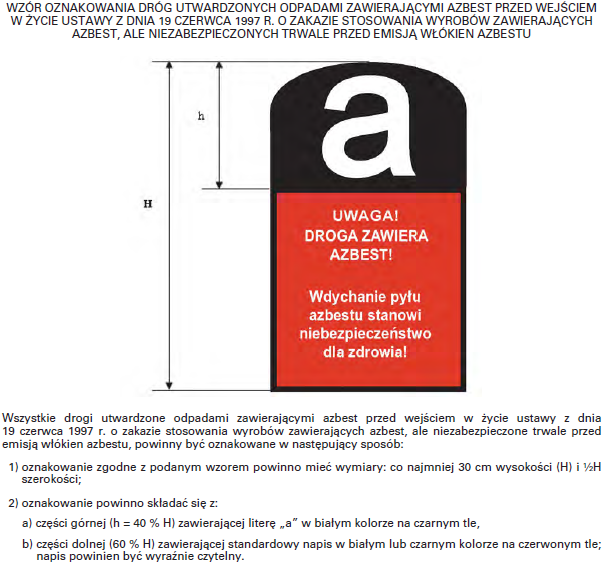 WZÓR OZNAKOWANIA DRÓG UTWARDZONYCH ODPADAMI ZAWIERAJĄCYMI AZBEST PRZED WEJŚCIEM
W ŻYCIE USTAWY Z DNIA 19 CZERWCA 1997 R. O ZAKAZIE STOSOWANIA WYROBÓW ZAWIERAJĄCYCH
AZBEST, ALE NIEZABEZPIECZONYCH TRWALE PRZED EMISJĄ WŁÓKIEN AZBESTU
h
H
a
UWAGA!
DROGA ZAWIERA
AZBEST!
Wdychanie pyłu
azbestu stanowi
niebezpieczeństwo
dla zdrowia!
Wszystkie drogi utwardzone odpadami zawierającymi azbest przed wejściem w życie ustawy z dnia
19 czerwca 1997 r. o zakazie stosowania wyrobów zawierających azbest, ale niezabezpieczone trwale przed
emisją włókien azbestu, powinny być oznakowane w następujący sposób:
1) oznakowanie zgodne z podanym wzorem powinno mieć wymiary: co najmniej 30 cm wysokości (H) i ½H
szerokości;
2) oznakowanie powinno składać się z:
a) części górnej (h = 40 % H) zawierającej literę „a” w białym kolorze na czarnym tle,
b) części dolnej (60 % H) zawierającej standardowy napis w białym lub czarnym kolorze na czerwonym tle;
napis powinien być wyraźnie czytelny.